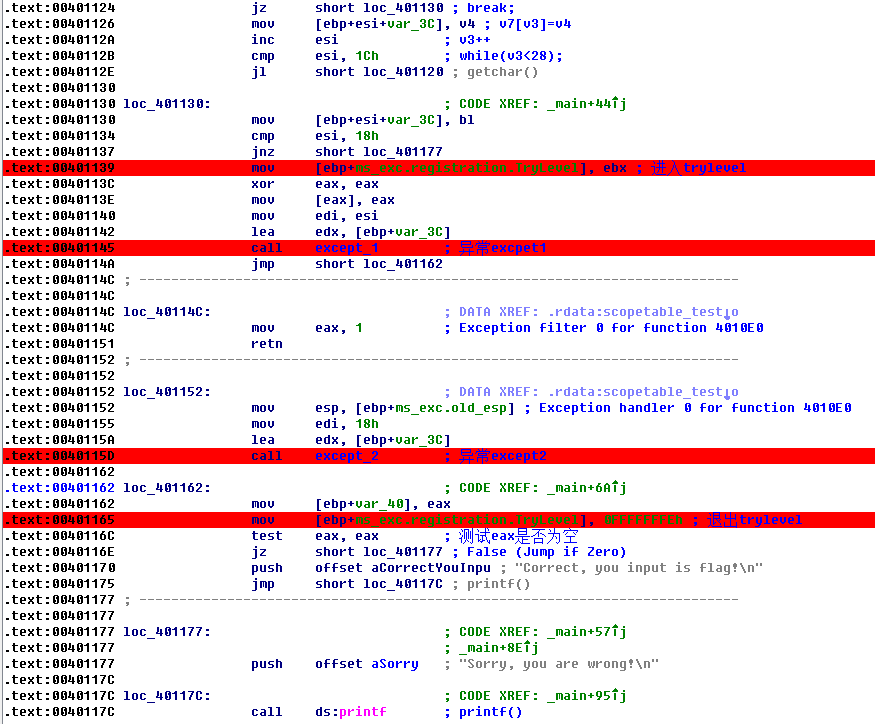 .text:00401124 jz short loc_401130 ; break;
.text:00401126 mov [ebp+esi+var_3C], v4 ; v7[v3]=v4
.text:0040112A inc esi ; v3++
.text:0040112B cmp esi, 1Ch ; while(v3<28);
.text:0040112E jl short loc_401120 ; getchar()
.text:00401130
.text:00401130 loc_401130: ; CODE XREF: _main+44↑j
.text:00401130 mov [ebp+esi+var_3C], bl
.text:00401134 cmp esi, 18h
.text:00401137 jnz short loc_401177
.text:00401139 mov [ebp+ms_exc.registration.TryLevel], ebx ; 进入trylevel
.text:0040113C xor eax, eax
.text:0040113E mov [eax], eax
.text:00401140 mov edi, esi
.text:00401142 lea edx, [ebp+var_3C]
.text:00401145 call except_1 ; 异常excpet1
.text:0040114A jmp short loc_401162
.text:0040114C ; ---------------------------------------------------------------------------
.text:0040114C
.text:0040114C loc_40114C: ; DATA XREF: .rdata:scopetable_test↓o
.text:0040114C mov eax, 1 ; Exception filter 0 for function 4010E0
.text:00401151 retn
.text:00401152 ; ---------------------------------------------------------------------------
.text:00401152
.text:00401152 loc_401152: ; DATA XREF: .rdata:scopetable_test↓o
.text:00401152 mov esp, [ebp+ms_exc.old_esp] ; Exception handler 0 for function 4010E0
.text:00401155 mov edi, 18h
.text:0040115A lea edx, [ebp+var_3C]
.text:0040115D call except_2 ; 异常except2
.text:00401162
.text:00401162 loc_401162: ; CODE XREF: _main+6A↑j
.text:00401162 mov [ebp+var_40], eax
.text:00401165 mov [ebp+ms_exc.registration.TryLevel], ; 退出trylevel
.text:0040116C test eax, eax ; 测试eax是否为空
.text:0040116E jz short loc_401177 ; False (Jump if Zero)
.text:00401170 push offset aCorrectYouInpu ; "Correct, you input is flag!\n"
.text:00401175 jmp short loc_40117C ; printf()
.text:00401177 ; ---------------------------------------------------------------------------
.text:00401177
.text:00401177 loc_401177: ; CODE XREF: _main+57↑j
.text:00401177 ; _main+8E↑j
.text:00401177 push offset aSorry ; "Sorry, you are wrong!\n"
.text:0040117C
.text:0040117C loc_40117C: ; CODE XREF: _main+95↑j
.text:0040117C call ds:printf ; printf()